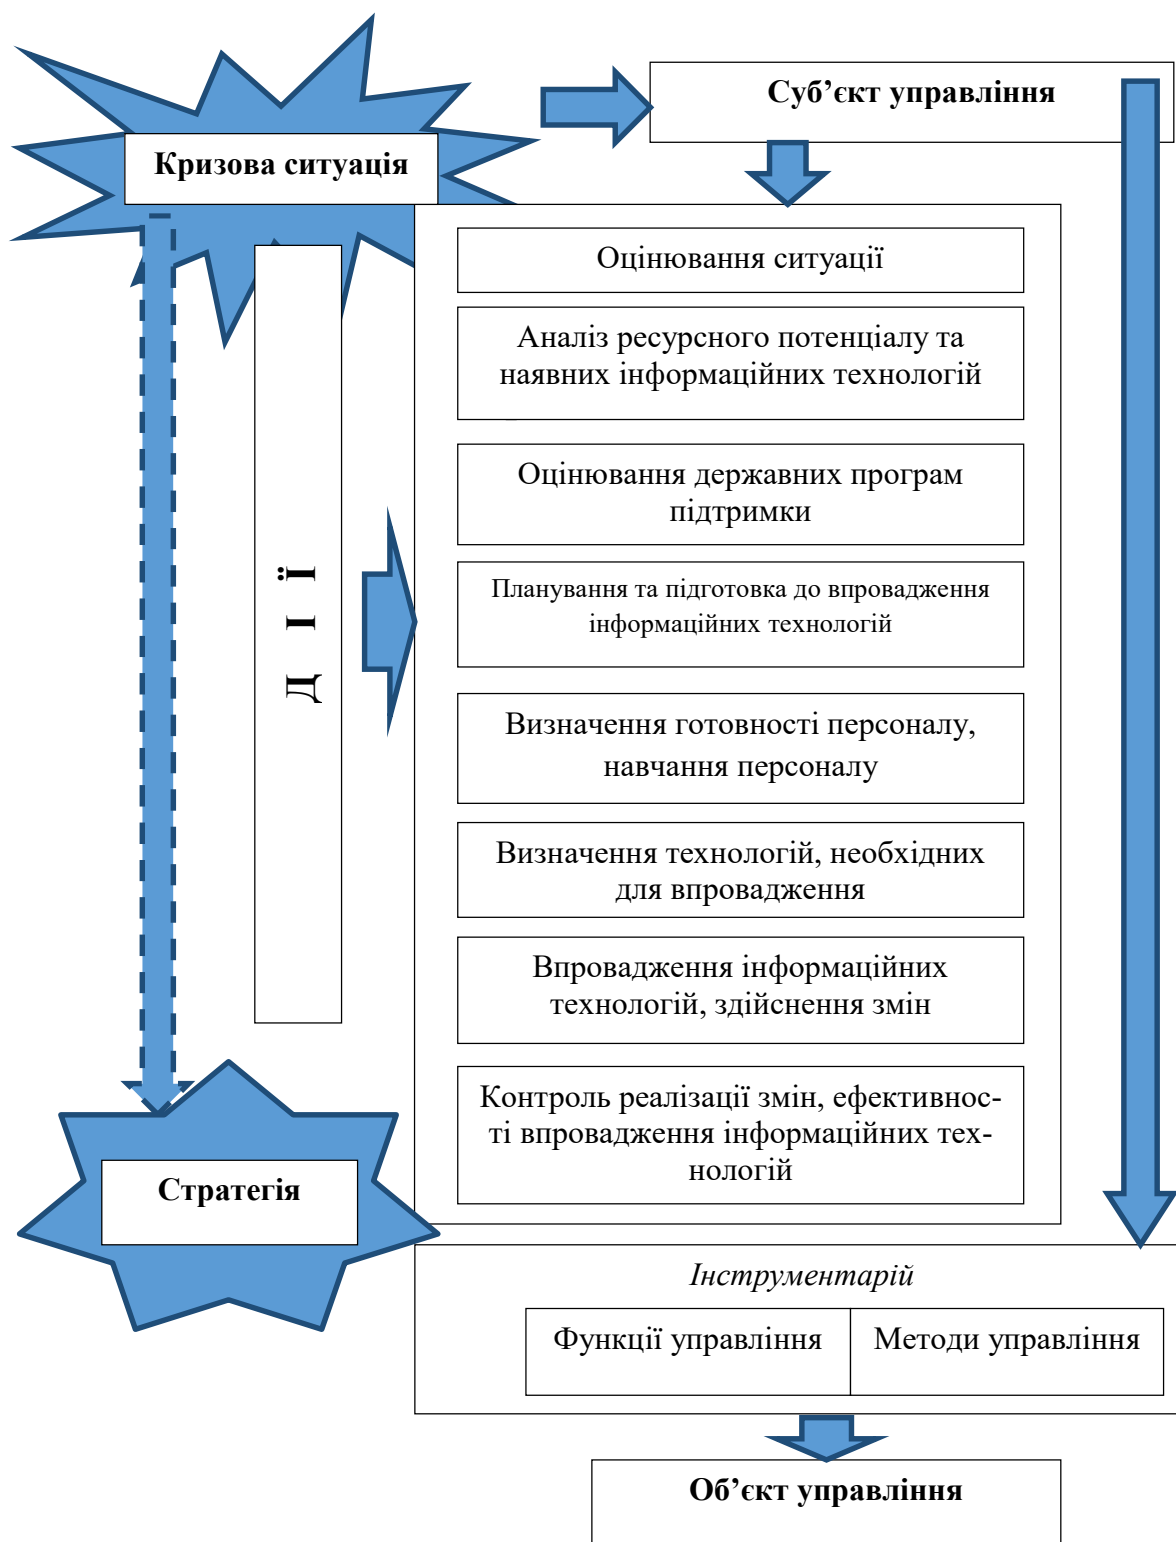 Суб’єкт управління
Кризова ситуація
Оцінювання ситуації
Аналіз ресурсного потенціалу та
наявних інформаційних технологій
Оцінювання державних програм
підтримки
Планування та підготовка до впровадження
інформаційних технологій
Д І Ї
Визначення готовності персоналу,
навчання персоналу
Визначення технологій, необхідних
для впровадження
Впровадження інформаційних
технологій, здійснення змін
Контроль реалізації змін, ефективнос-
ті впровадження інформаційних тех-
нологій
Стратегія
Інструментарій
Функції управління
Методи управління
Об’єкт управління